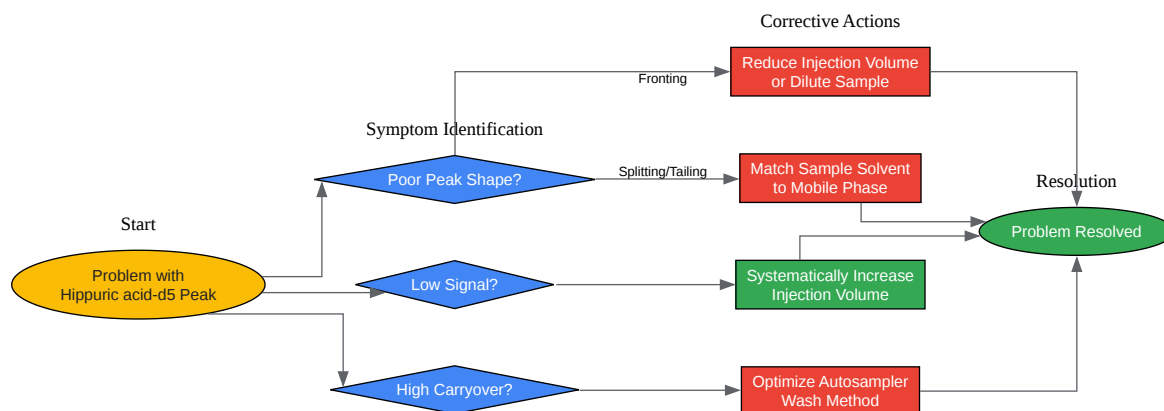 Corrective Actions
Reduce Injection Volume
or Dilute Sample
Fronting
Symptom Identification
Poor Peak Shape?
Splitting/Tailing
Match Sample Solvent
to Mobile Phase
Resolution
Problem Resolved
Start
Problem with
Hippuric acid-d5 Peak
Low Signal?
Systematically Increase
Injection Volume
High Carryover?
Optimize Autosampler
Wash Method